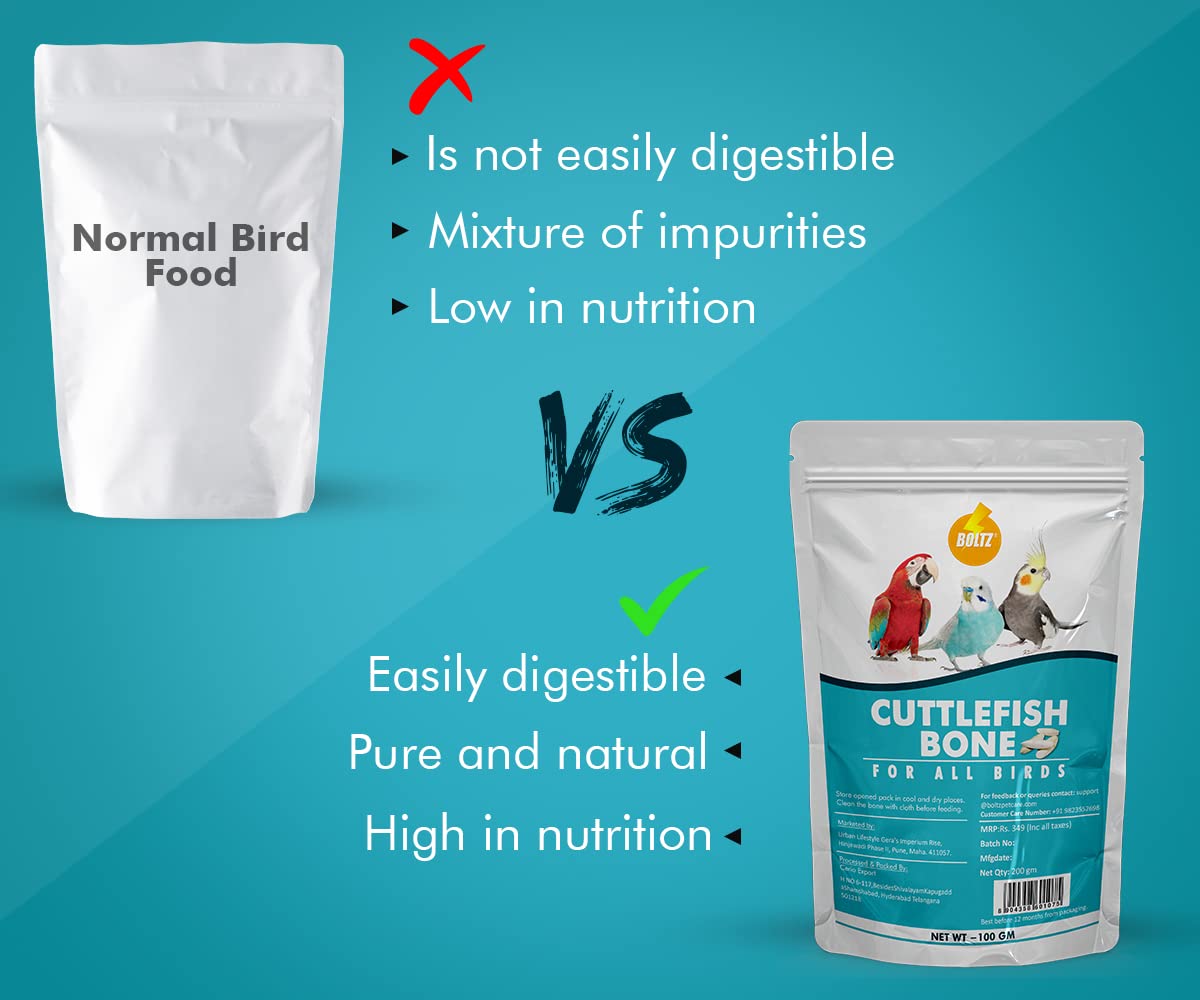 Normal Bird
Food
Is not easily digestible
Mixture of impurities
Low in nutrition
VS
Easily digestible
Pure and natural
High in nutrition
BOLTZ
CUTTLEFISH
BONE
FOR ALL BIRDS
Store opened pack in cool and dry places.
Clean the bone with cloth before feeding.
Marketed by:
Urban Lifestyle Gera's Imperium Rise,
Hinjawadi Phase II, Pune, Maha. 411057.
Processed & Packed By:
Export
H NO 6-117,BesidesShivalayamKapugadd
aShamshabad, Hyderabad Telangana
501218
For feedback or queries contact: support
@boltzpetcare.com
Customer Care Number: +91 9823552698
MRP:Rs. 349 (Inc all taxes)
Batch No:
Mfgdate:
Net Qty: 200 gm
Best before 12 months from packaging.
NET WT –100 GM